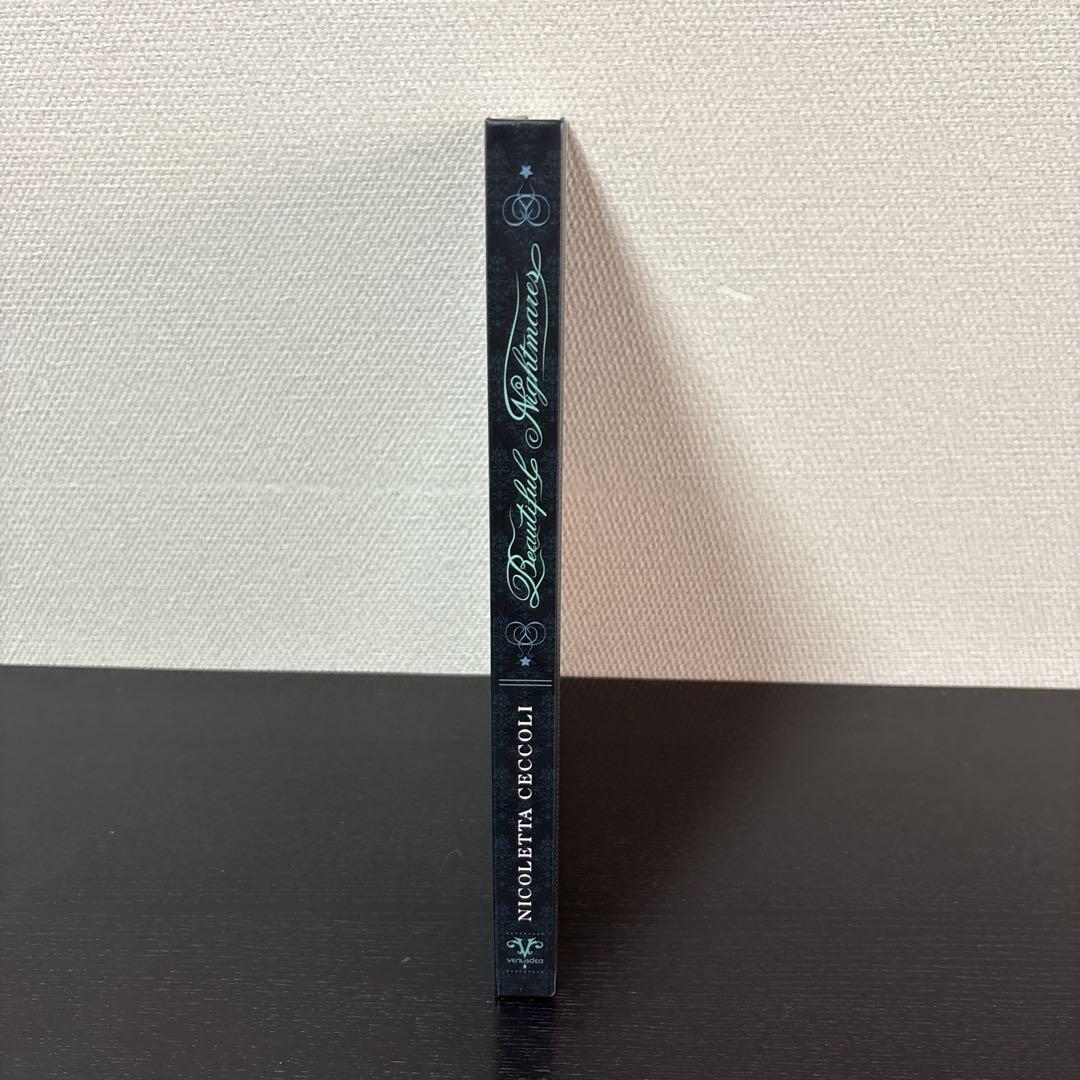 Beautiful Nightmares
NICOLETTA CECCOLI
VENUSDEA